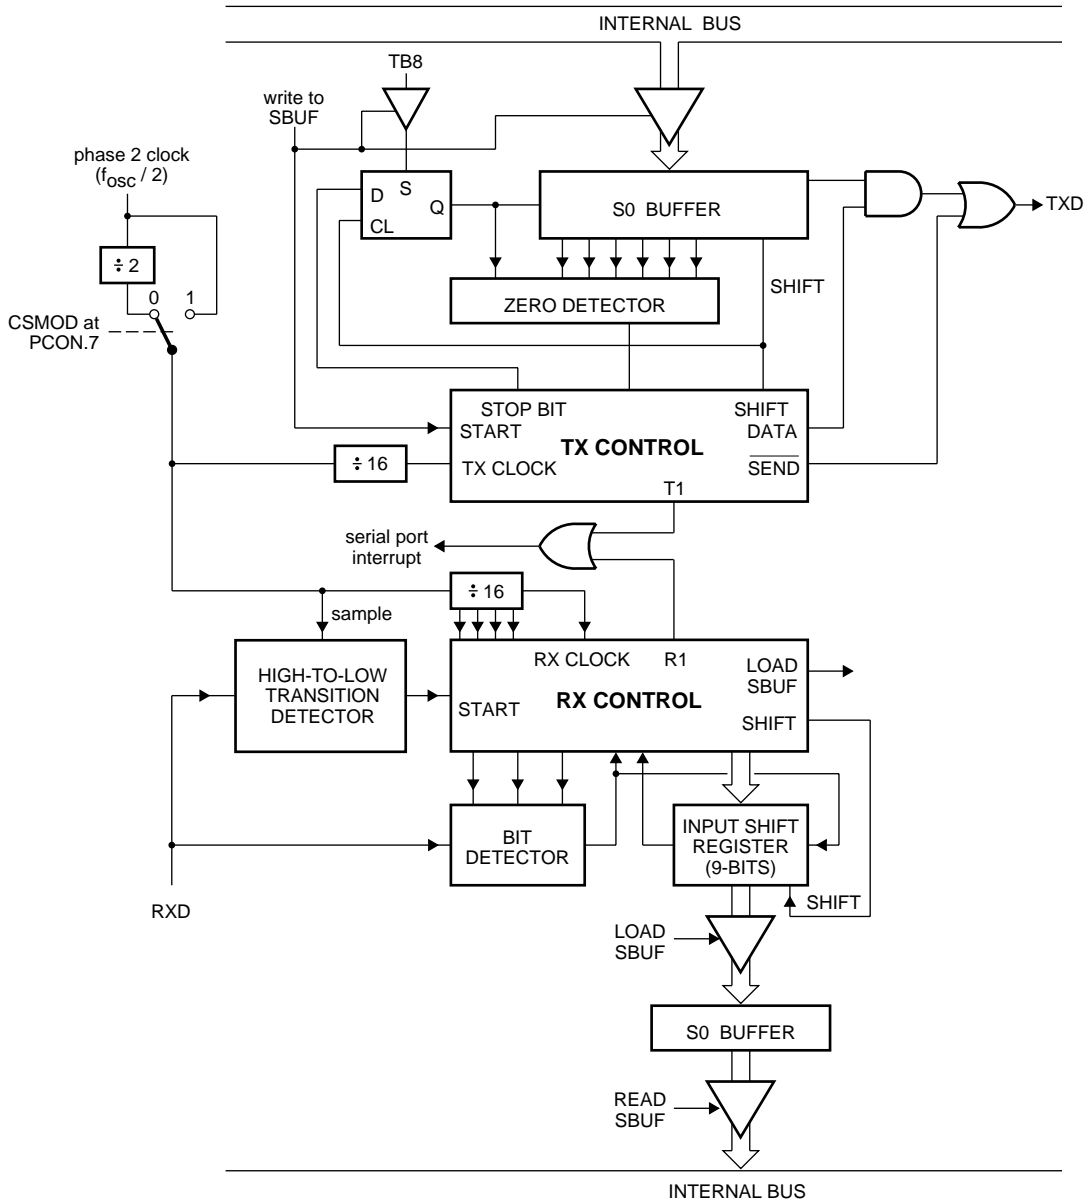 INTERNAL BUS
TB8
write to
SBUF
phase 2 clock
(fosc / 2)
D
S
Q
CL
S0 BUFFER
TXD
÷ 2
0
1
CSMOD at
PCON.7
ZERO DETECTOR
SHIFT
STOP BIT
SHIFT
START
DATA
TX CONTROL
÷ 16
TX CLOCK
SEND
T1
serial port
interrupt
÷ 16
sample
HIGH-TO-LOW
TRANSITION
DETECTOR
RX CLOCK
R1
LOAD
SBUF
START
RX CONTROL
SHIFT
BIT
DETECTOR
INPUT SHIFT
REGISTER
(9-BITS)
RXD
SHIFT
LOAD
SBUF
S0 BUFFER
READ
SBUF
INTERNAL BUS